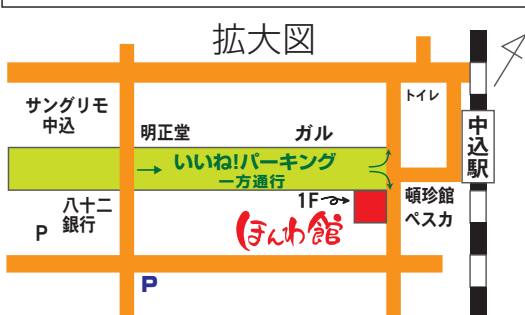 拡大図
サングリモ
中込
明正堂
ガル
トイレ
中込駅
いいね!パーキング
一方通行
八十二
銀行
P
1F
ほんわ館
頓珍館
ペスカ
P